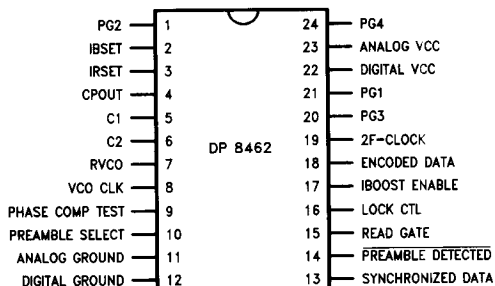 PG2 1 24 PG4
IBSET 2 23 ANALOG VCC
IRSET 3 22 DIGITAL VCC
CPOUT 4 21 PG1
C1 5 20 PG3
C2 6 DP 8462 19 2F-CLOCK
RVCO 7 18 ENCODED DATA
VCO CLK 8 17 IBOOST ENABLE
PHASE COMP TEST 9 16 LOCK CTL
PREAMBLE SELECT 10 15 READ GATE
ANALOG GROUND 11 14 PREAMBLE DETECTED
DIGITAL GROUND 12 13 SYNCHRONIZED DATA